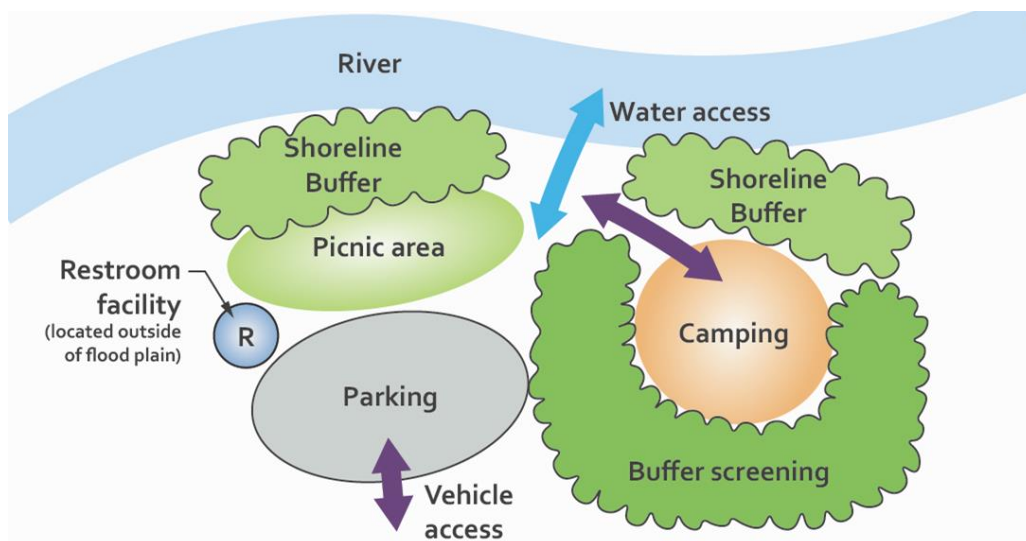 River
Water access
Shoreline
Buffer
Shoreline
Buffer
Picnic area
Restroom
facility
(located outside
of flood plain)
R
Camping
Parking
Buffer screening
Vehicle
access